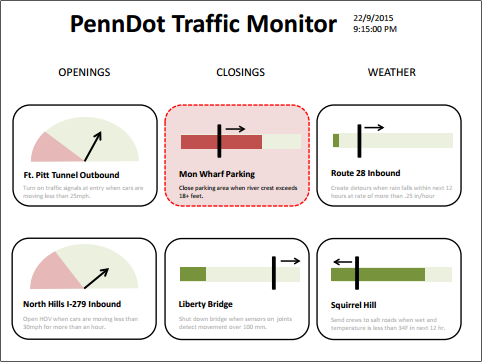 PennDot Traffic Monitor
22/9/2015
9:15:00 PM
OPENINGS
CLOSINGS
WEATHER
Ft. Pitt Tunnel Outbound
Turn on traffic signals at entry when cars are
moving less than 25mph.
Mon Wharf Parking
Close parking area when river crest exceeds
18+ feet.
Route 28 Inbound
Create detours when rain falls within next 12
hours at rate of more than .25 in/hour
North Hills I-279 Inbound
Open HOV when cars are moving less than
30mph for more than an hour.
Liberty Bridge
Shut down bridge when sensors on joints
detect movement over 100 mm.
Squirrel Hill
Send crews to salt roads when wet and
temperature is less than 34F in next 12 hr.